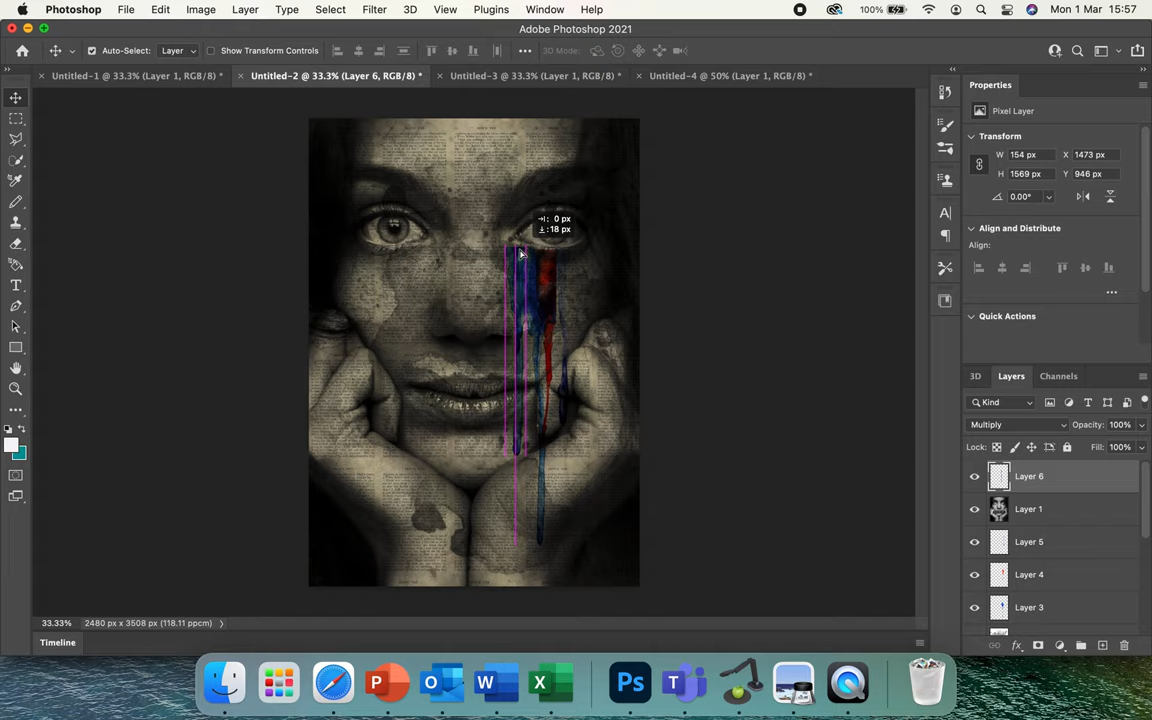 Photoshop File Edit Image Layer Type Select Filter 3D View Plugins Window Help 100% Mon 1 Mar 15:57
Adobe Photoshop 2021
Auto-Select: Layer Show Transform Controls 3D Mode:
Untitled-1 @ 33.3% (Layer 1, RGB/8) * Untitled-2 @ 33.3% (Layer 6, RGB/8) * Untitled-3 @ 33.3% (Layer 1, RGB/8) * Untitled-4 @ 50% (Layer 1, RGB/8) *
Properties
Pixel Layer
Transform
W 154 px X 1473 px
H 1569 px Y 946 px
0.00°
Align and Distribute
Align:
Quick Actions
: 0 px
:18 px
3D Layers Channels
Kind
Multiply Opacity: 100%
Lock: Fill: 100%
Layer 6
Layer 1
Layer 5
Layer 4
Layer 3
33.33% 2480 px x 3508 px (118.11 ppcm)
Timeline